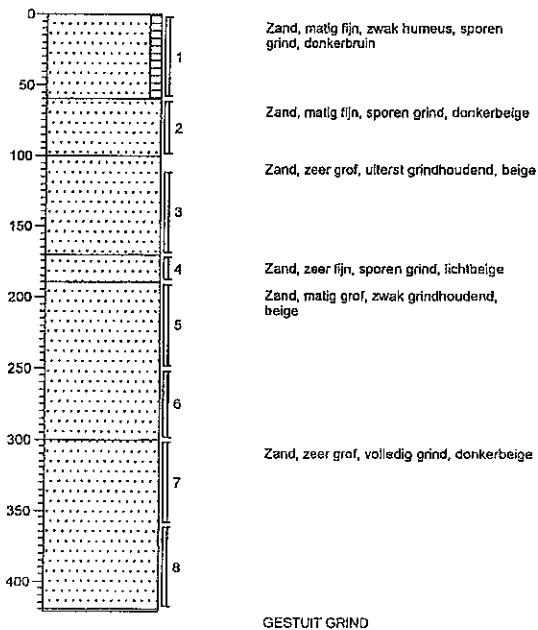 0
Zand, matig fijn, zwak humeus, sporen
grind, donkerbruin
1
50
2
Zand, matig fijn, sporen grind, donkerbeige
100
Zand, zeer grof, uiterst grindhoudend, beige
3
150
4
Zand, zeer fijn, sporen grind, lichtbeige
200
Zand, matig grof, zwak grindhoudend,
beige
5
250
6
300
Zand, zeer grof, volledig grind, donkerbeige
7
350
8
400
GESTUIT GRIND